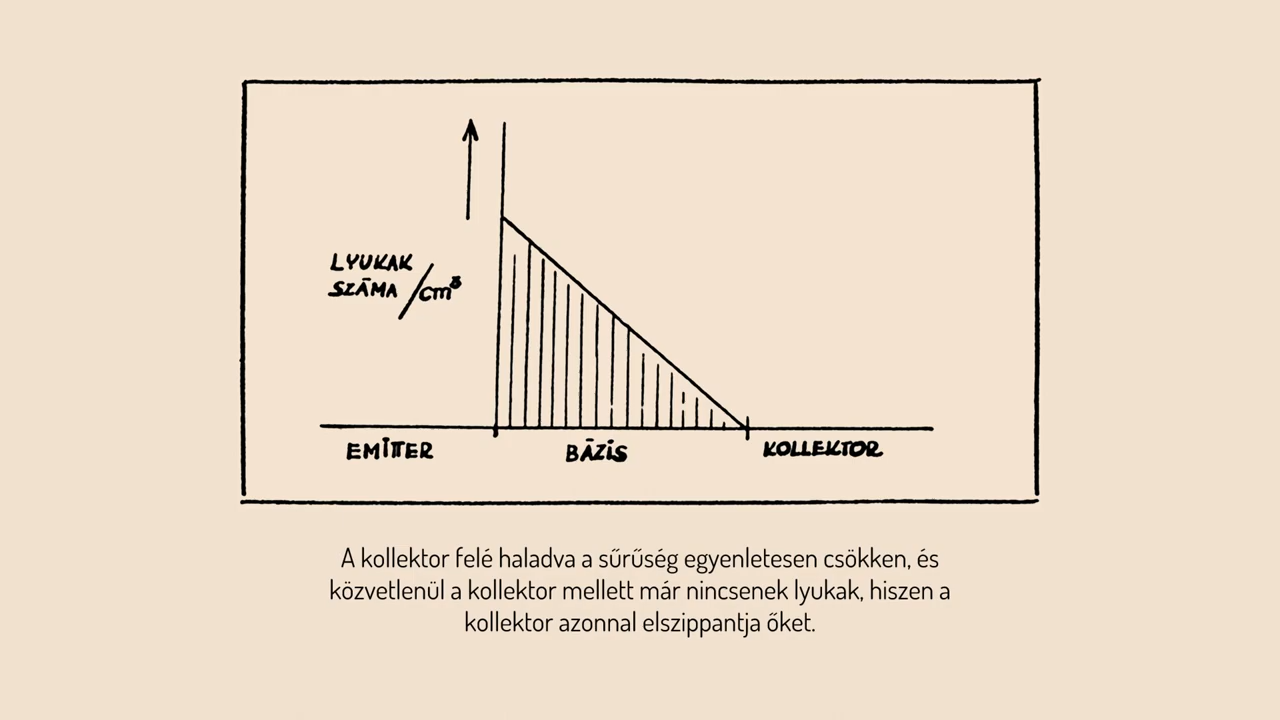 LYUKAK
SZÁMA /cm³
EMITTER
BÁZIS
KOLLEKTOR
A kollektor felé haladva a sűrűség egyenletesen csökken, és
közvetlenül a kollektor mellett már nincsenek lyukak, hiszen a
kollektor azonnal elszippantja őket.